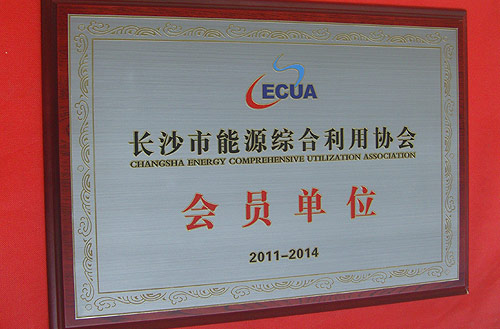 ECUA
长沙市能源综合利用协会
CHANGSHA ENERGY COMPREHENSIVE UTILIZATION ASSOCIATION
会员单位
2011-2014